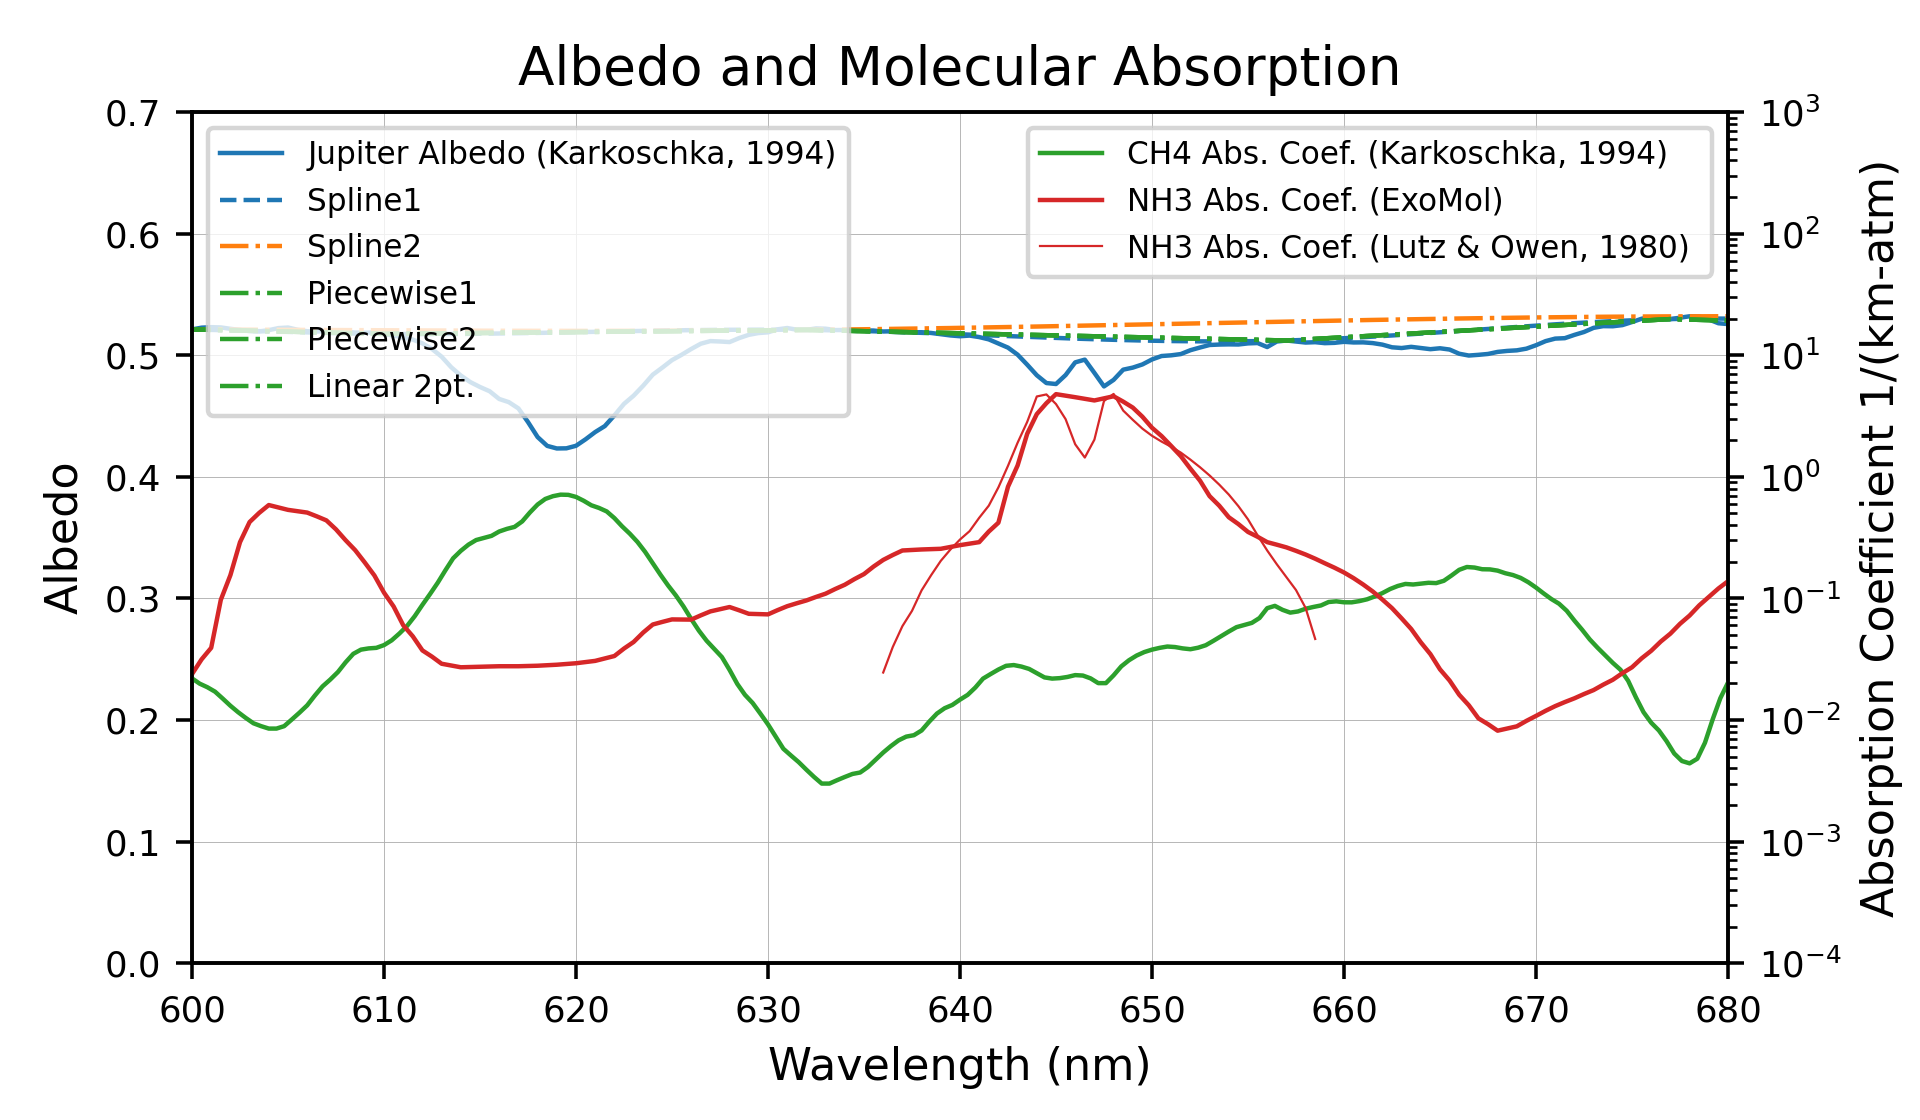 Albedo and Molecular Absorption
Jupiter Albedo (Karkoschka, 1994)
Spline1
Spline2
Piecewise1
Piecewise2
Linear 2pt.
CH4 Abs. Coef. (Karkoschka, 1994)
NH3 Abs. Coef. (ExoMol)
NH3 Abs. Coef. (Lutz & Owen, 1980)
Albedo
0.7
0.6
0.5
0.4
0.3
0.2
0.1
0.0
10³
10²
10¹
10⁰
10⁻¹
10⁻²
10⁻³
10⁻⁴
Absorption Coefficient 1/(km-atm)
600 610 620 630 640 650 660 670 680
Wavelength (nm)